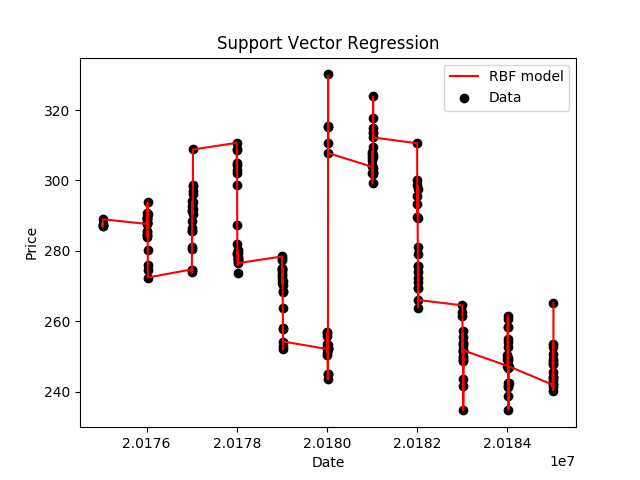 Support Vector Regression
RBF model
Data
Price
320
300
280
260
240
2.0176 2.0178 2.0180 2.0182 2.0184
1e7
Date